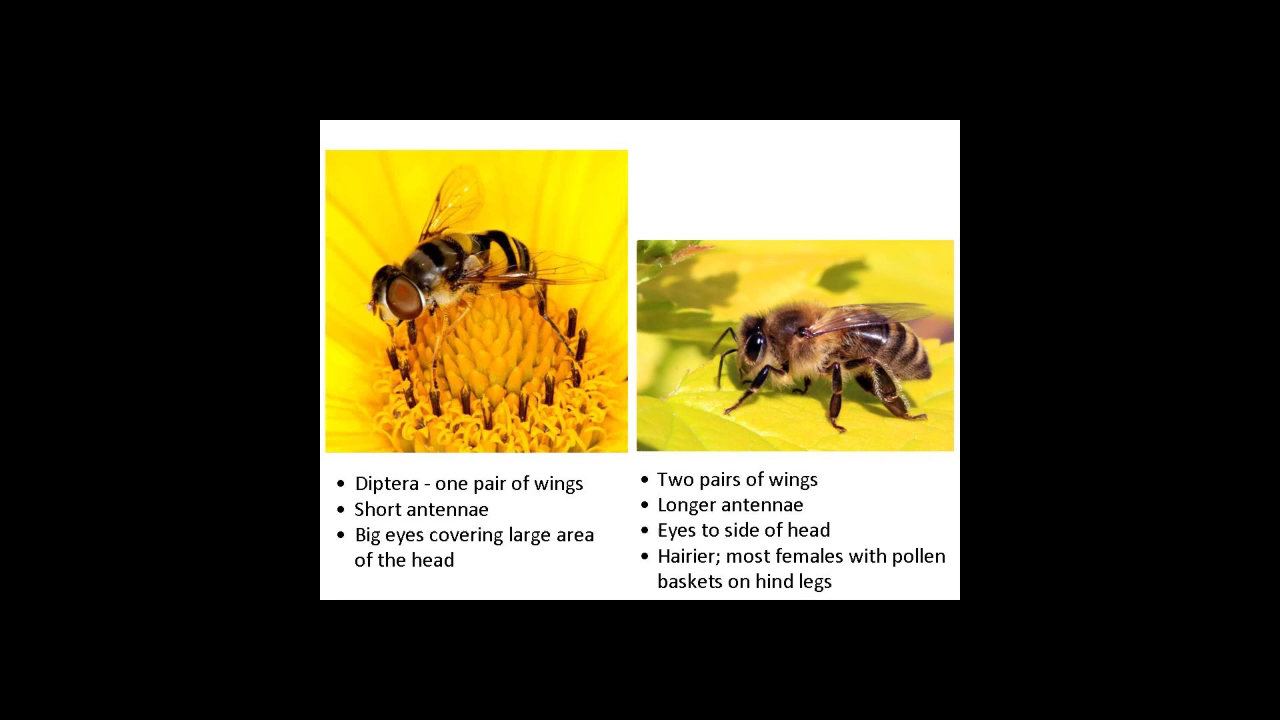 • Diptera - one pair of wings
• Short antennae
• Big eyes covering large area
of the head
• Two pairs of wings
• Longer antennae
• Eyes to side of head
• Hairier; most females with pollen
baskets on hind legs